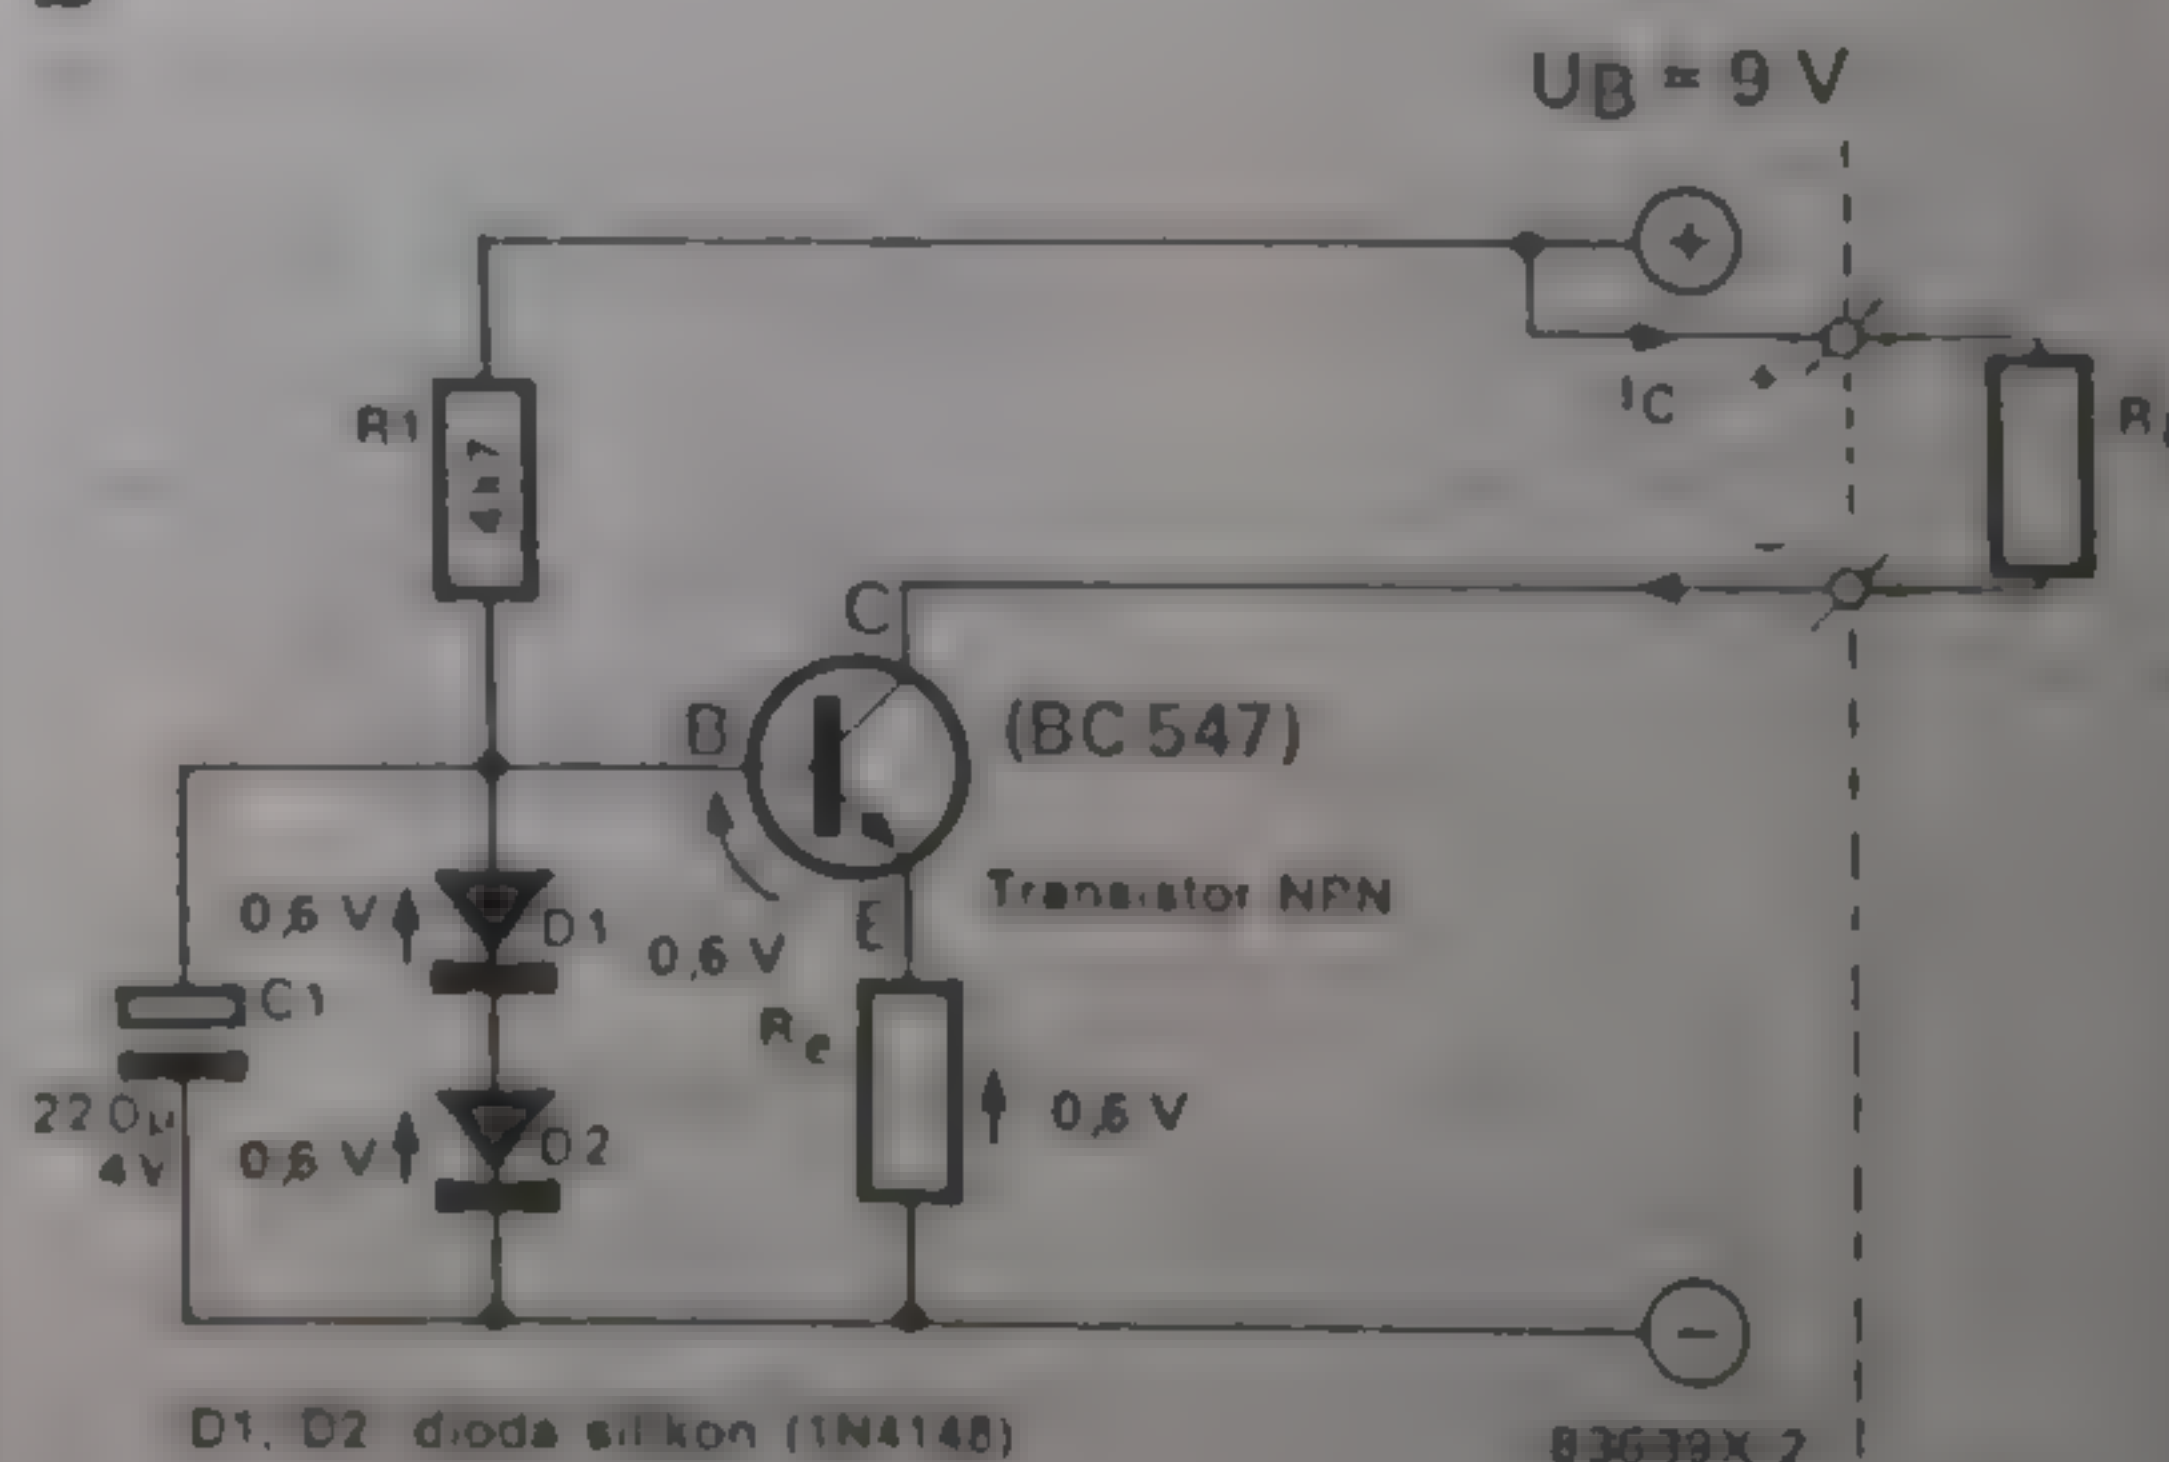 UB = 9 V
IC
R1
4k7
C
B
(BC 547)
Transistor NPN
E
0,6 V
D1
0,6 V
C1
Re
220µ
4V
0,6 V
D2
0,6 V
D1, D2 dioda silikon (1N4148)